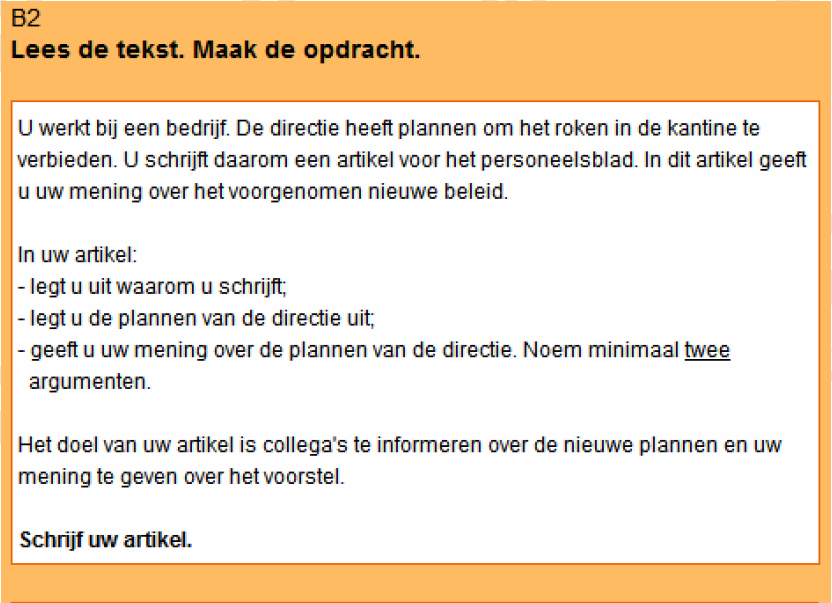 B2
Lees de tekst. Maak de opdracht.
U werkt bij een bedrijf. De directie heeft plannen om het roken in de kantine te
verbieden. U schrijft daarom een artikel voor het personeelsblad. In dit artikel geeft
u uw mening over het voorgenomen nieuwe beleid.
In uw artikel:
- legt u uit waarom u schrijft;
- legt u de plannen van de directie uit;
- geeft u uw mening over de plannen van de directie. Noem minimaal twee
argumenten.
Het doel van uw artikel is collega's te informeren over de nieuwe plannen en uw
mening te geven over het voorstel.
Schrijf uw artikel.